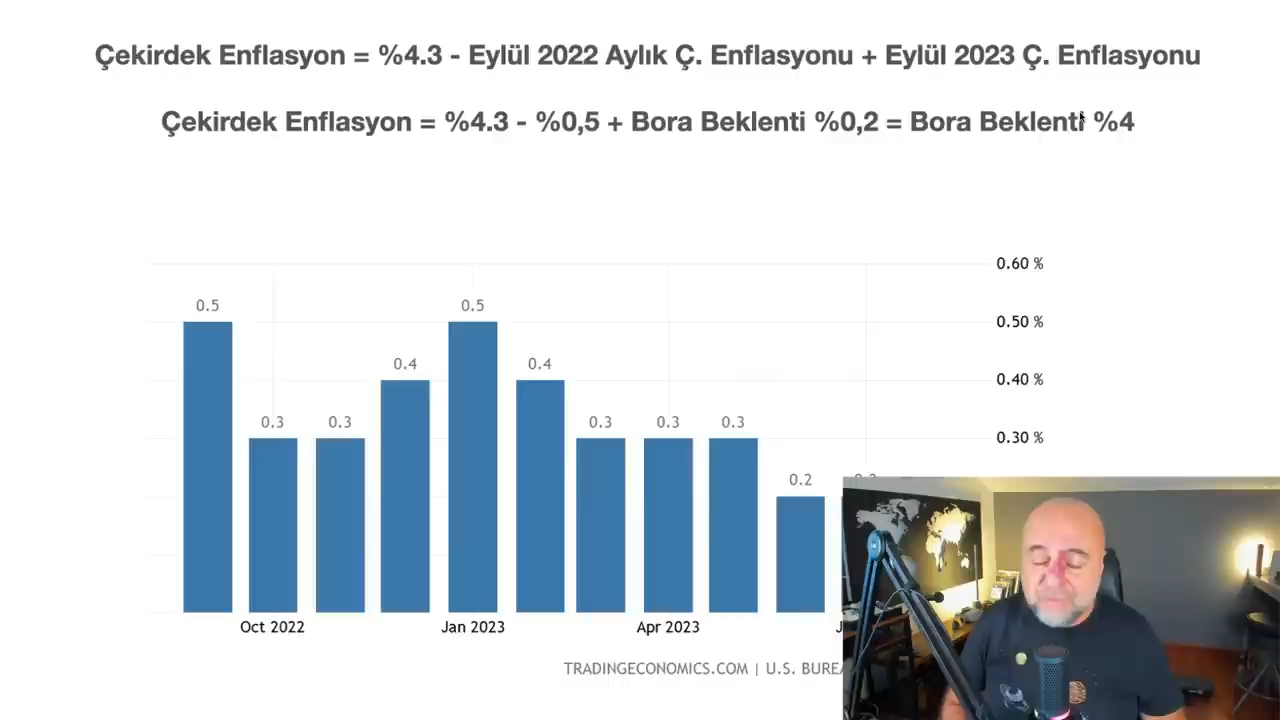 Çekirdek Enflasyon = %4.3 - Eylül 2022 Aylık Ç. Enflasyonu + Eylül 2023 Ç. Enflasyonu
Çekirdek Enflasyon = %4.3 - %0,5 + Bora Beklenti %0,2 = Bora Beklenti %4
0.60 %
0.5
0.5
0.50 %
0.4
0.4
0.40 %
0.3
0.3
0.3
0.3
0.3
0.30 %
0.2
Oct 2022
Jan 2023
Apr 2023
TRADINGECONOMICS.COM | U.S.